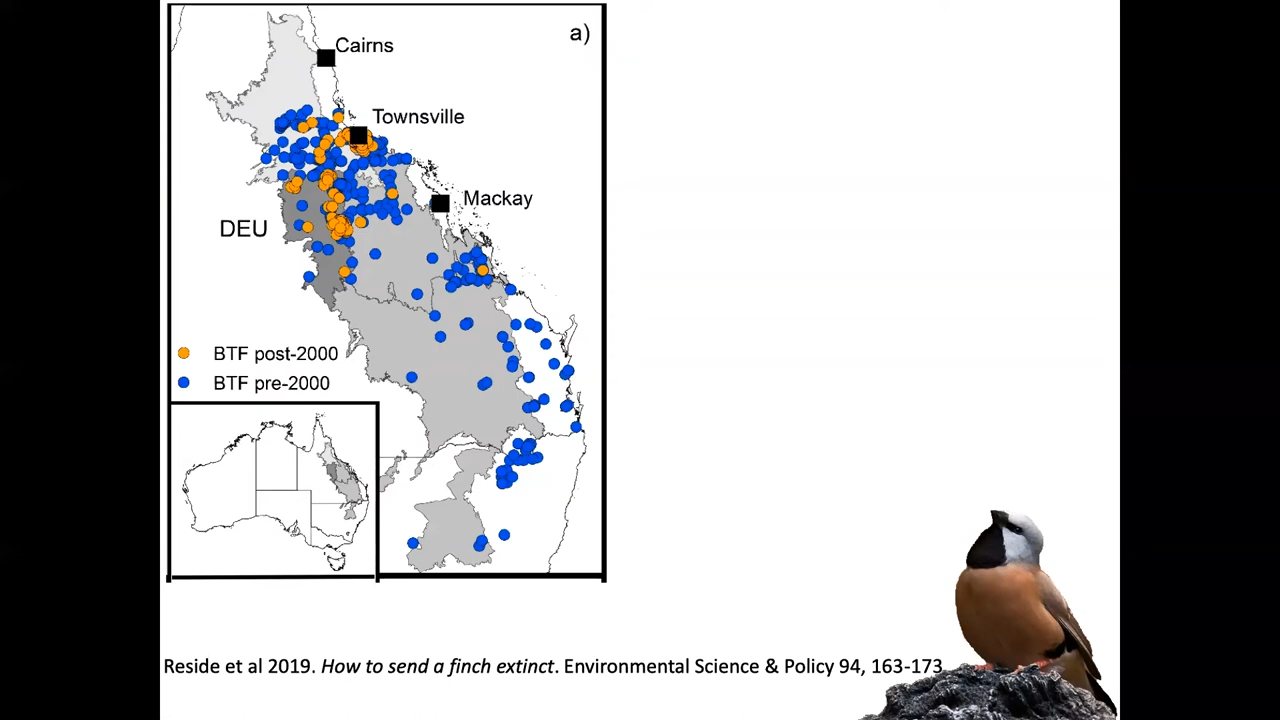 a)
Cairns
Townsville
Mackay
DEU
BTF post-2000
BTF pre-2000
Reside et al 2019. How to send a finch extinct. Environmental Science & Policy 94, 163-173